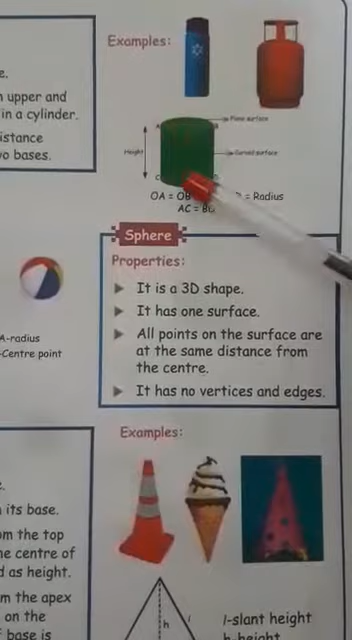 Examples:
e.
upper and
in a cylinder.
istance
o bases.
Plane surface
Height
Curved surface
OA = OB
= Radius
AC = BD
Sphere
Properties:
It is a 3D shape.
It has one surface.
All points on the surface are
at the same distance from
the centre.
It has no vertices and edges.
A-radius
-Centre point
Examples:
its base.
om the top
he centre of
d as height.
m the apex
on the
base is
h
l
l-slant height
h-height